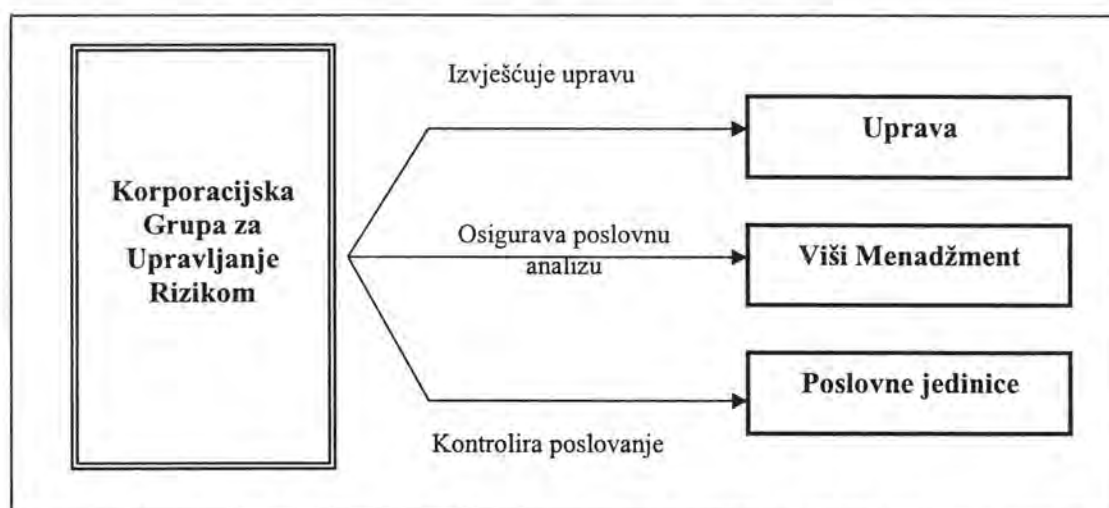 Izvješćuje upravu
Uprava
Korporacijska
Grupa za
Upravljanje
Rizikom
Osigurava poslovnu
analizu
Viši Menadžment
Poslovne jedinice
Kontrolira poslovanje